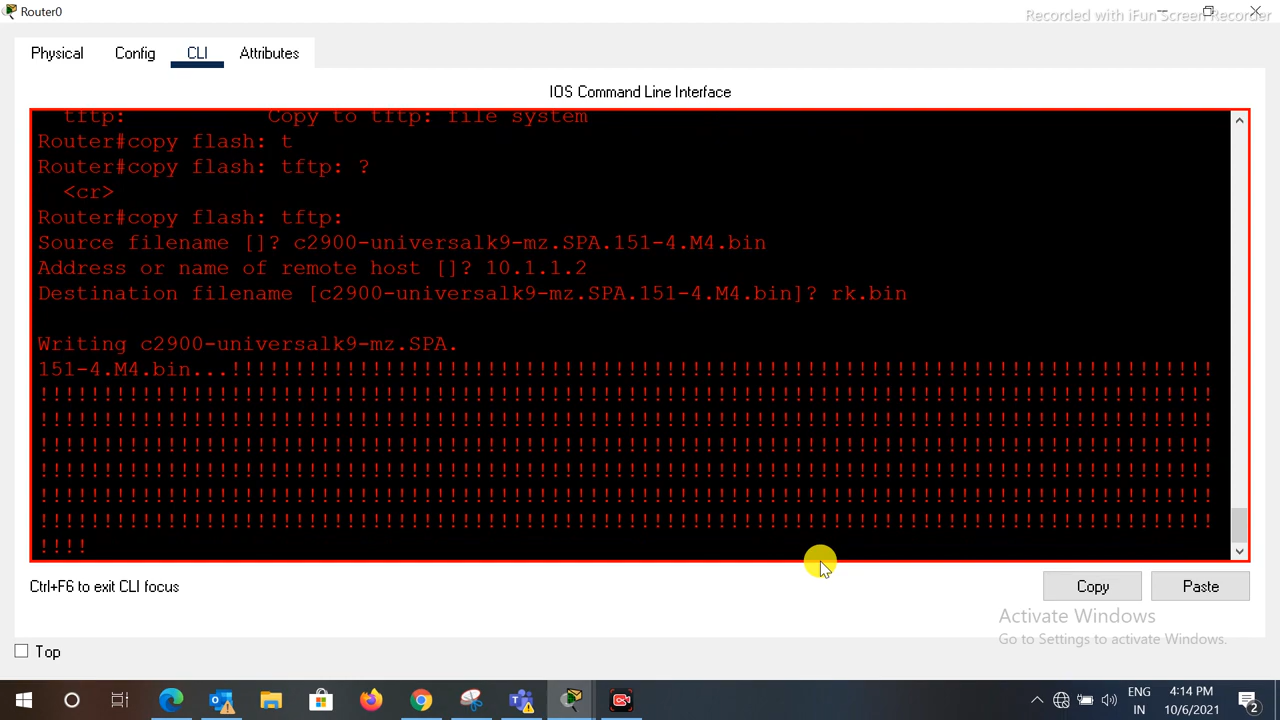 Router0
Recorded with iFun Screen Recorder
Physical
Config
CLI
Attributes
IOS Command Line Interface
tftp: Copy to tftp: file system
Router#copy flash: t
Router#copy flash: tftp: ?
<cr>
Router#copy flash: tftp:
Source filename []? c2900-universalk9-mz.SPA.151-4.M4.bin
Address or name of remote host []? 10.1.1.2
Destination filename [c2900-universalk9-mz.SPA.151-4.M4.bin]? rk.bin
Writing c2900-universalk9-mz.SPA.
151-4.M4.bin...!!!!!!!!!!!!!!!!!!!!!!!!!!!!!!!!!!!!!!!!!!!!!!!!!!!!!!!!!!!!!!!!!!!!!!!!!!!!!
!!!!!!!!!!!!!!!!!!!!!!!!!!!!!!!!!!!!!!!!!!!!!!!!!!!!!!!!!!!!!!!!!!!!!!!!!!!!!!!!!!!!!!!!!!!!
!!!!!!!!!!!!!!!!!!!!!!!!!!!!!!!!!!!!!!!!!!!!!!!!!!!!!!!!!!!!!!!!!!!!!!!!!!!!!!!!!!!!!!!!!!!!
!!!!!!!!!!!!!!!!!!!!!!!!!!!!!!!!!!!!!!!!!!!!!!!!!!!!!!!!!!!!!!!!!!!!!!!!!!!!!!!!!!!!!!!!!!!!
!!!!!!!!!!!!!!!!!!!!!!!!!!!!!!!!!!!!!!!!!!!!!!!!!!!!!!!!!!!!!!!!!!!!!!!!!!!!!!!!!!!!!!!!!!!!
!!!!!!!!!!!!!!!!!!!!!!!!!!!!!!!!!!!!!!!!!!!!!!!!!!!!!!!!!!!!!!!!!!!!!!!!!!!!!!!!!!!!!!!!!!!!
!!!!!!!!!!!!!!!!!!!!!!!!!!!!!!!!!!!!!!!!!!!!!!!!!!!!!!!!!!!!!!!!!!!!!!!!!!!!!!!!!!!!!!!!!!!!
!!!!
Ctrl+F6 to exit CLI focus
Copy
Paste
Activate Windows
Go to Settings to activate Windows.
Top
ENG
IN
4:14 PM
10/6/2021
2